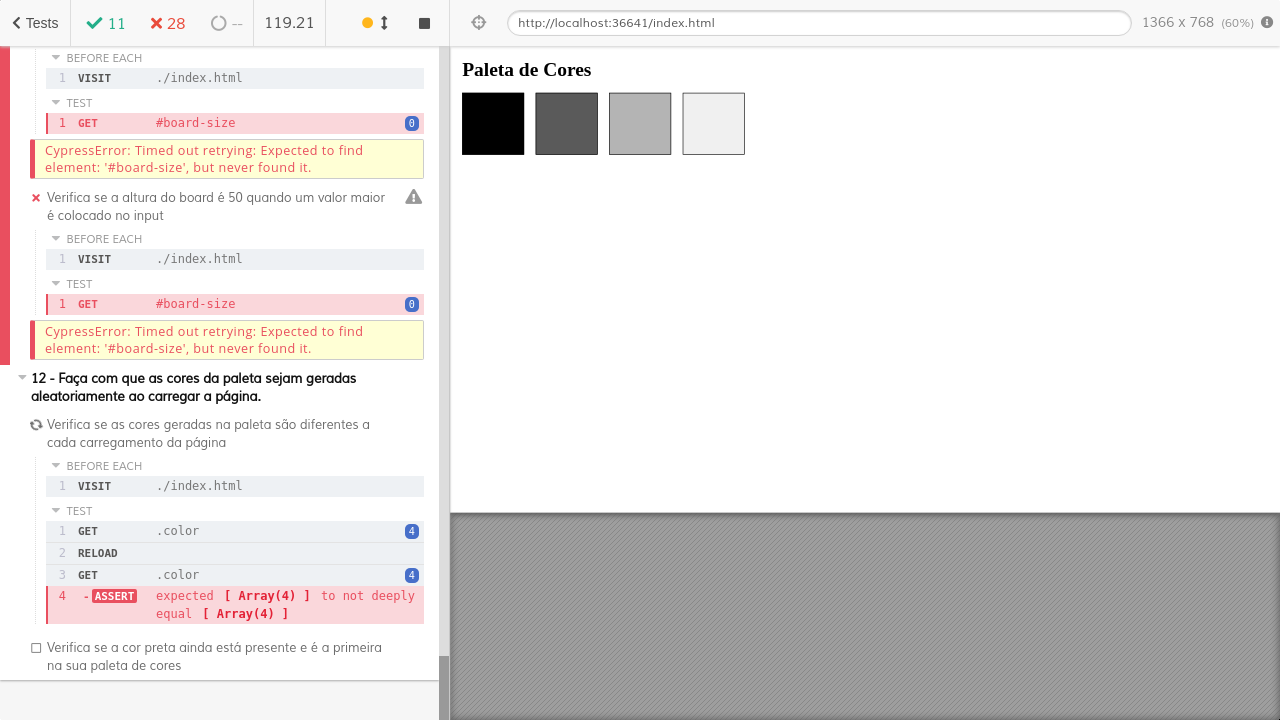 Tests
11
28
--
119.21
http://localhost:36641/index.html
1366 x 768 (60%)
BEFORE EACH
1 VISIT ./index.html
TEST
1 GET #board-size 0
CypressError: Timed out retrying: Expected to find
element: '#board-size', but never found it.
Verifica se a altura do board é 50 quando um valor maior
é colocado no input
BEFORE EACH
1 VISIT ./index.html
TEST
1 GET #board-size 0
CypressError: Timed out retrying: Expected to find
element: '#board-size', but never found it.
12 - Faça com que as cores da paleta sejam geradas
aleatoriamente ao carregar a página.
Verifica se as cores geradas na paleta são diferentes a
cada carregamento da página
BEFORE EACH
1 VISIT ./index.html
TEST
1 GET .color 4
2 RELOAD
3 GET .color 4
4 -ASSERT expected [ Array(4) ] to not deeply
equal [ Array(4) ]
Verifica se a cor preta ainda está presente e é a primeira
na sua paleta de cores
Paleta de Cores